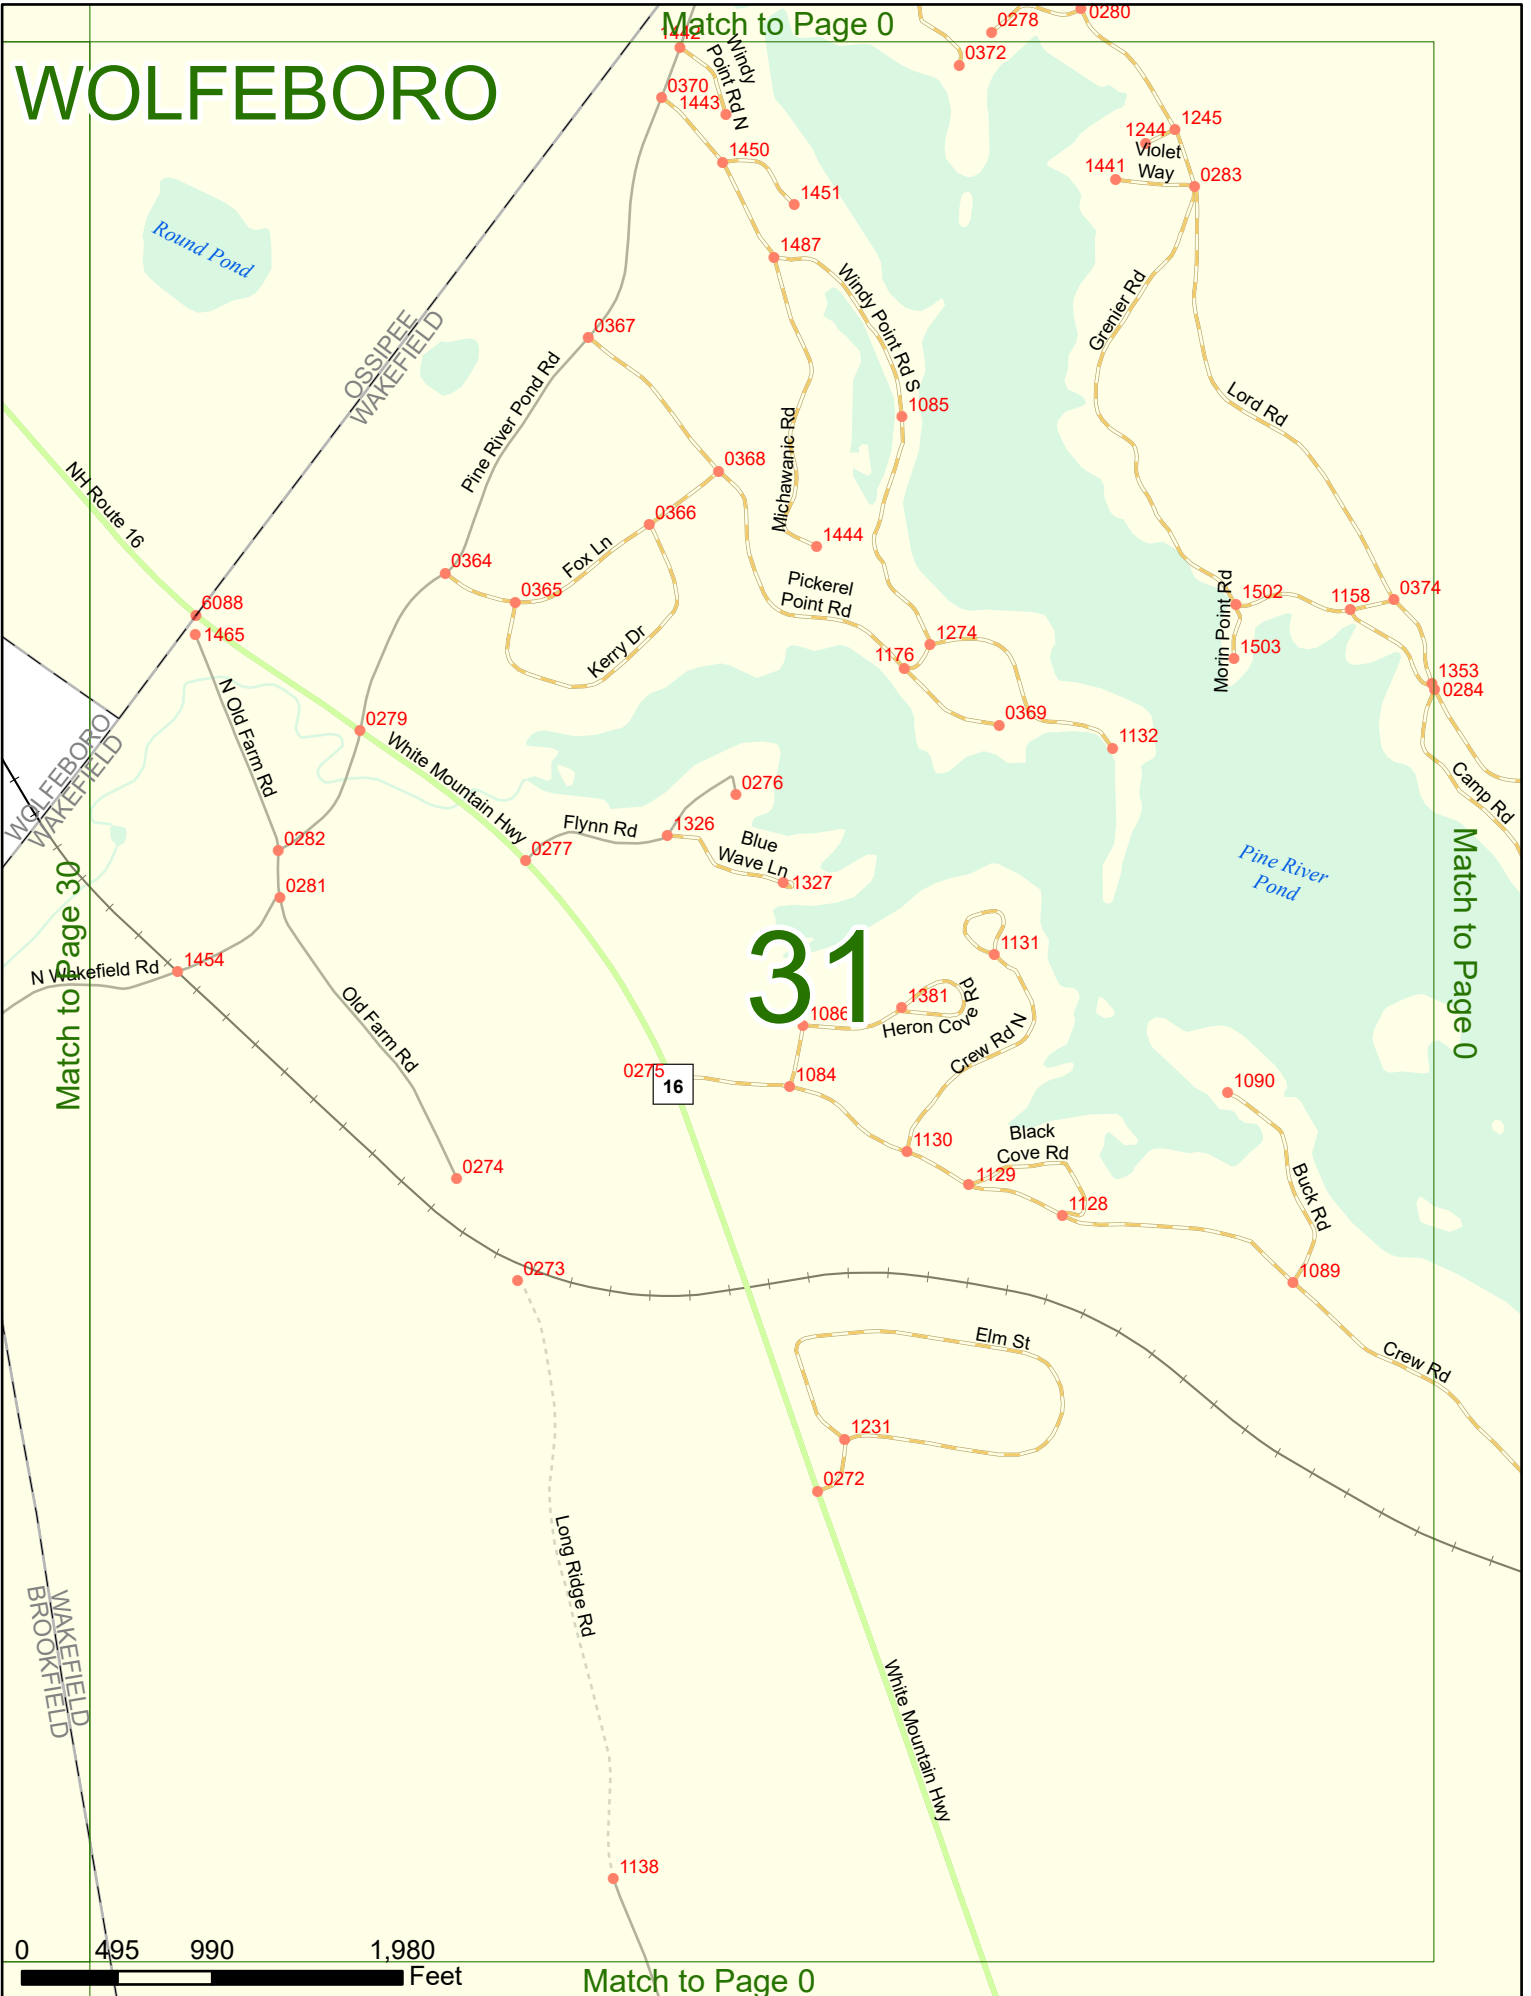 Match to Page 0
WOLFEBORO
0278
0280
0372
1442
Windy
Point Rd N
0370
1443
1450
1451
1245
1244
Violet
Way
1441
0283
Round Pond
1487
Windy Point Rd S
Grenier Rd
OSSIPEE
WAKEFIELD
0367
Pine River Pond Rd
Lord Rd
1085
Michawanic Rd
NH Route 16
0368
0366
1444
0364
Fox Ln
0365
Pickerel
Point Rd
Kerry Dr
Morin Point Rd
1502
1158
0374
1503
6088
1465
1274
1176
1353
0284
N Old Farm Rd
0279
0369
1132
White Mountain Hwy
WOLFEBORO
WAKEFIELD
Camp Rd
0276
Flynn Rd
1326
Blue
Wave Ln
1327
0277
0282
0281
Pine River
Pond
Match to Page 30
Match to Page 0
31
1131
N Wakefield Rd
1454
1381
1086
Heron Cove Rd
Old Farm Rd
Crew Rd N
0275
16
1084
1090
1130
Black
Cove Rd
1129
1128
Buck Rd
0274
0273
1089
Elm St
Crew Rd
1231
0272
Long Ridge Rd
WAKEFIELD
BROOKFIELD
White Mountain Hwy
1138
0 495 990 1,980
Feet
Match to Page 0